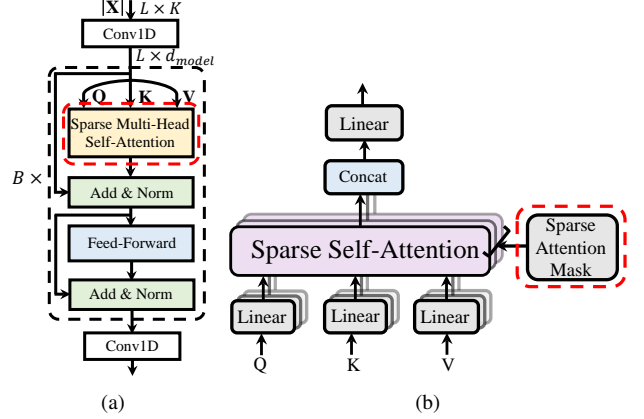 |X| L × K
Conv1D
L × d_model
Q K V
Sparse Multi-Head
Self-Attention
B ×
Add & Norm
Feed-Forward
Add & Norm
Conv1D
(a)
Linear
Concat
Sparse Self-Attention
Sparse
Attention
Mask
Linear Linear Linear
Q K V
(b)